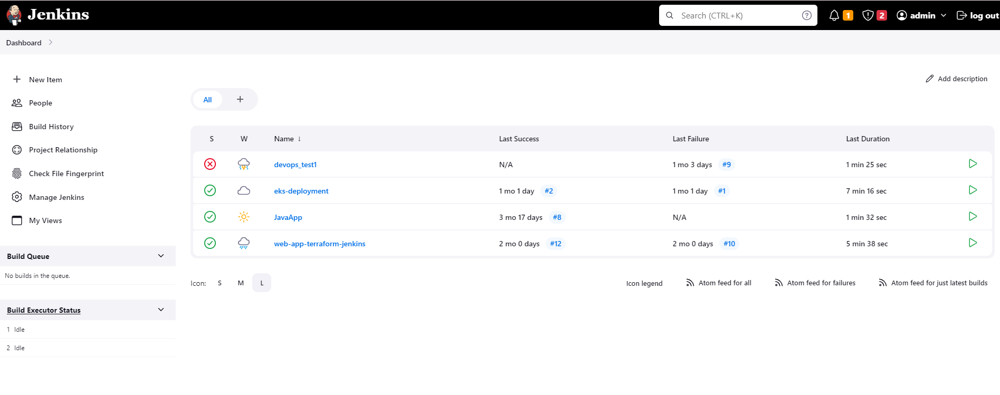 Jenkins
Search (CTRL+K)
1
2
admin
log out
Dashboard
New Item
People
Build History
Project Relationship
Check File Fingerprint
Manage Jenkins
My Views
Build Queue
No builds in the queue.
Build Executor Status
1 Idle
2 Idle
Add description
All +
S W Name ↓ Last Success Last Failure Last Duration
devops_test1 N/A 1 mo 3 days #9 1 min 25 sec
eks-deployment 1 mo 1 day #2 1 mo 1 day #1 7 min 16 sec
JavaApp 3 mo 17 days #8 N/A 1 min 32 sec
web-app-terraform-jenkins 2 mo 0 days #12 2 mo 0 days #10 5 min 38 sec
Icon: S M L
Icon legend
Atom feed for all
Atom feed for failures
Atom feed for just latest builds